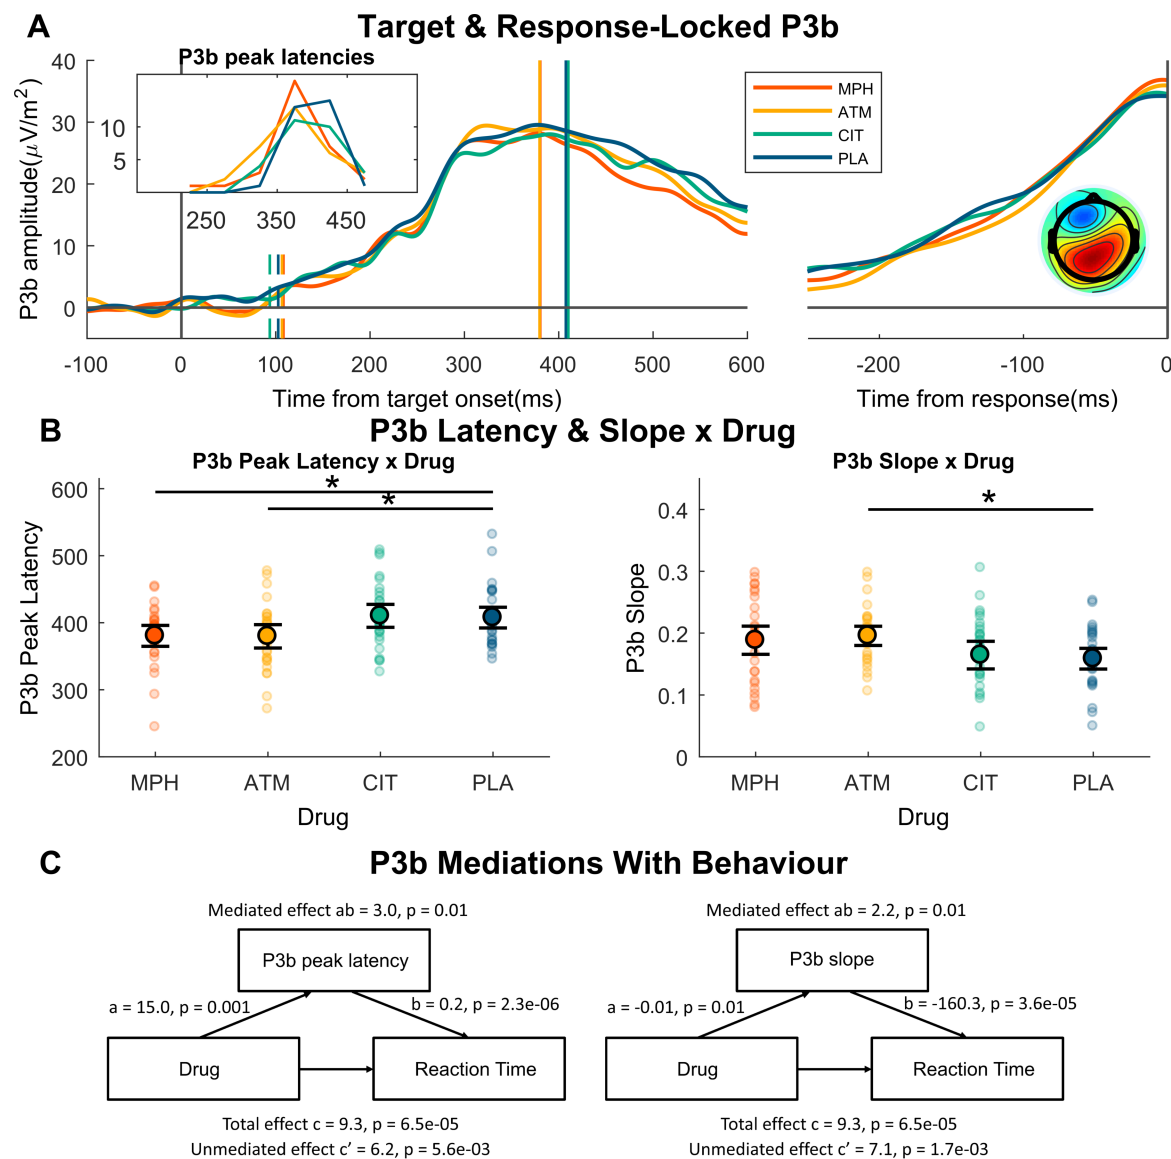 A
Target & Response-Locked P3b
P3b peak latencies
P3b amplitude(μV/m²)
40
30
20
10
0
10
5
250
350
450
MPH
ATM
CIT
PLA
-100
0
100
200
300
400
500
600
-200
-100
0
Time from target onset(ms)
Time from response(ms)
B
P3b Latency & Slope x Drug
P3b Peak Latency x Drug
P3b Peak Latency
600
500
400
300
200
*
*
MPH
ATM
CIT
PLA
Drug
P3b Slope x Drug
P3b Slope
0.4
0.3
0.2
0.1
0
*
MPH
ATM
CIT
PLA
Drug
C
P3b Mediations With Behaviour
Mediated effect ab = 3.0, p = 0.01
P3b peak latency
a = 15.0, p = 0.001
b = 0.2, p = 2.3e-06
Drug
Reaction Time
Total effect c = 9.3, p = 6.5e-05
Unmediated effect c’ = 6.2, p = 5.6e-03
Mediated effect ab = 2.2, p = 0.01
P3b slope
a = -0.01, p = 0.01
b = -160.3, p = 3.6e-05
Drug
Reaction Time
Total effect c = 9.3, p = 6.5e-05
Unmediated effect c’ = 7.1, p = 1.7e-03